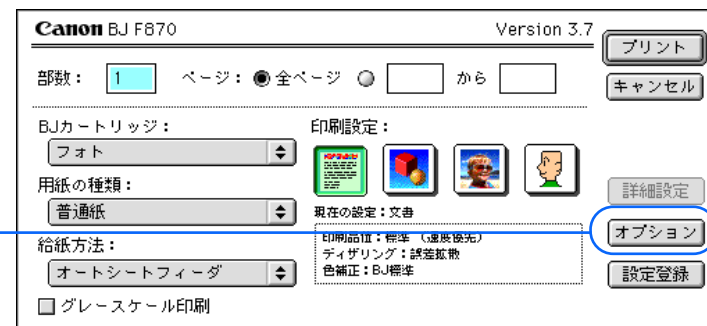 Canon BJ F870 Version 3.7
プリント
部数： 1 ページ： 全ページ から
キャンセル
BJカートリッジ：
フォト
用紙の種類：
普通紙
給紙方法：
オートシートフィーダ
グレースケール印刷
印刷設定：
現在の設定：文書
印刷品位：標準 （速度優先）
ディザリング：誤差拡散
色補正：BJ標準
詳細設定
オプション
設定登録